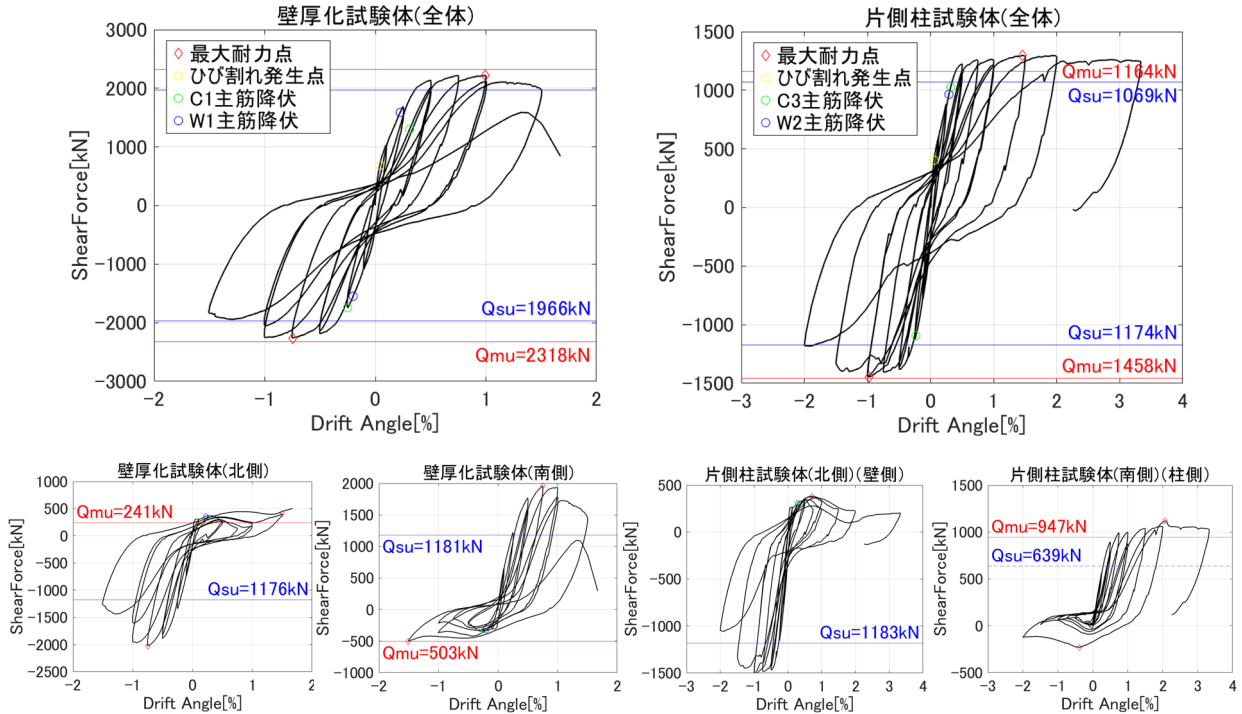 壁厚化試験体(全体)
3000
2000
1000
0
-1000
-2000
-3000
ShearForce[kN]
最大耐力点
ひび割れ発生点
C1主筋降伏
W1主筋降伏
Qsu=1966kN
Qmu=2318kN
-2
-1
0
1
2
Drift Angle[%]
片側柱試験体(全体)
1500
1000
500
0
-500
-1000
-1500
ShearForce[kN]
最大耐力点
ひび割れ発生点
C3主筋降伏
W2主筋降伏
Qmu=1164kN
Qsu=1069kN
Qsu=1174kN
Qmu=1458kN
-3
-2
-1
0
1
2
3
4
Drift Angle[%]
壁厚化試験体(北側)
1000
500
0
-500
-1000
-1500
-2000
-2500
ShearForce[kN]
Qmu=241kN
Qsu=1176kN
-2
-1
0
1
2
Drift Angle[%]
壁厚化試験体(南側)
2000
1500
1000
500
0
-500
-1000
ShearForce[kN]
Qsu=1181kN
Qmu=503kN
-2
-1
0
1
2
Drift Angle[%]
片側柱試験体(北側)(壁側)
500
0
-500
-1000
-1500
ShearForce[kN]
Qsu=1183kN
-3
-2
-1
0
1
2
3
4
Drift Angle[%]
片側柱試験体(南側)(柱側)
1500
1000
500
0
-500
ShearForce[kN]
Qmu=947kN
Qsu=639kN
-3
-2
-1
0
1
2
3
4
Drift Angle[%]